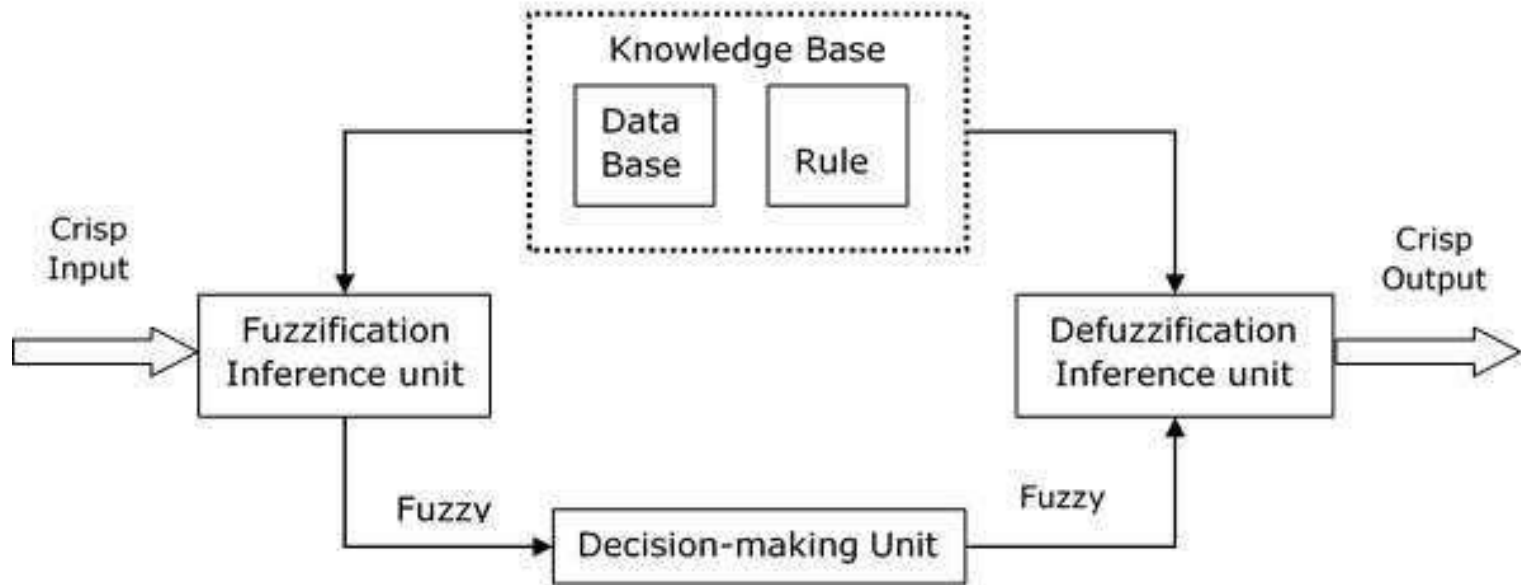 Knowledge Base
Data
Base
Rule
Crisp
Input
Crisp
Output
Fuzzification
Inference unit
Defuzzification
Inference unit
Fuzzy
Fuzzy
Decision-making Unit